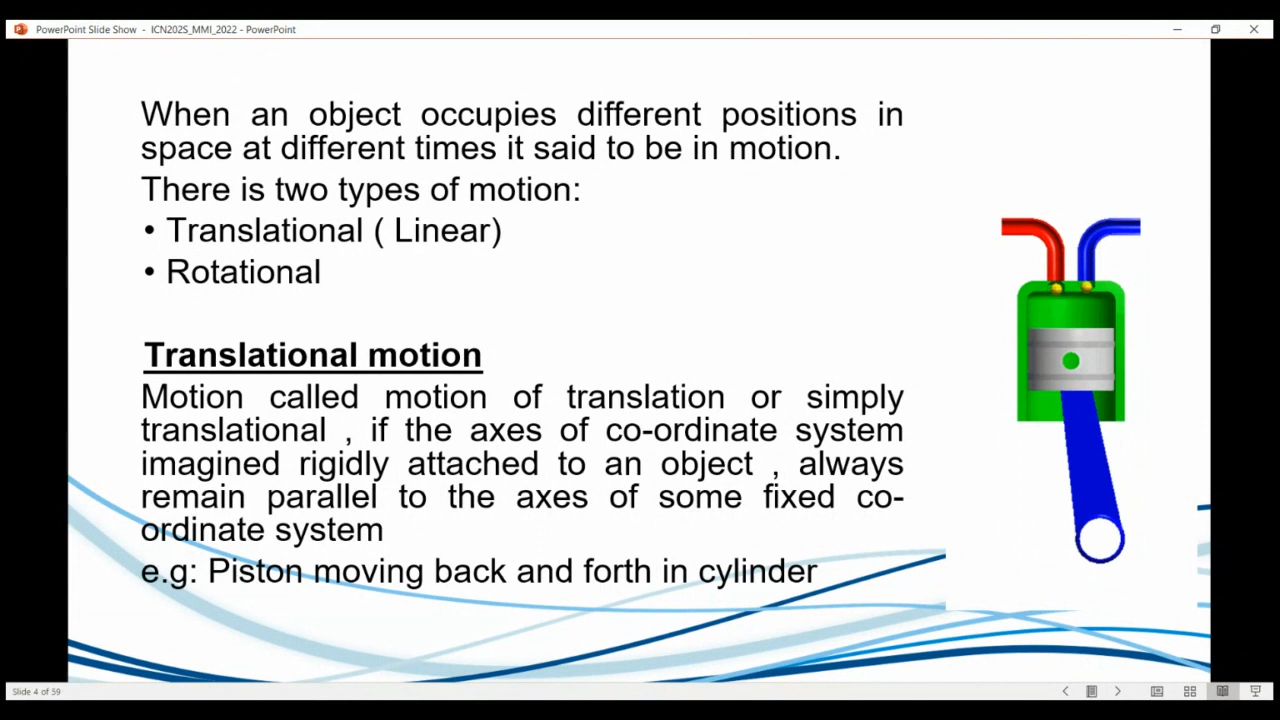 PowerPoint Slide Show - ICN202S_MMI_2022 - PowerPoint
When an object occupies different positions in
space at different times it said to be in motion.
There is two types of motion:
• Translational ( Linear)
• Rotational
Translational motion
Motion called motion of translation or simply
translational , if the axes of co-ordinate system
imagined rigidly attached to an object , always
remain parallel to the axes of some fixed co-
ordinate system
e.g: Piston moving back and forth in cylinder
Slide 4 of 59